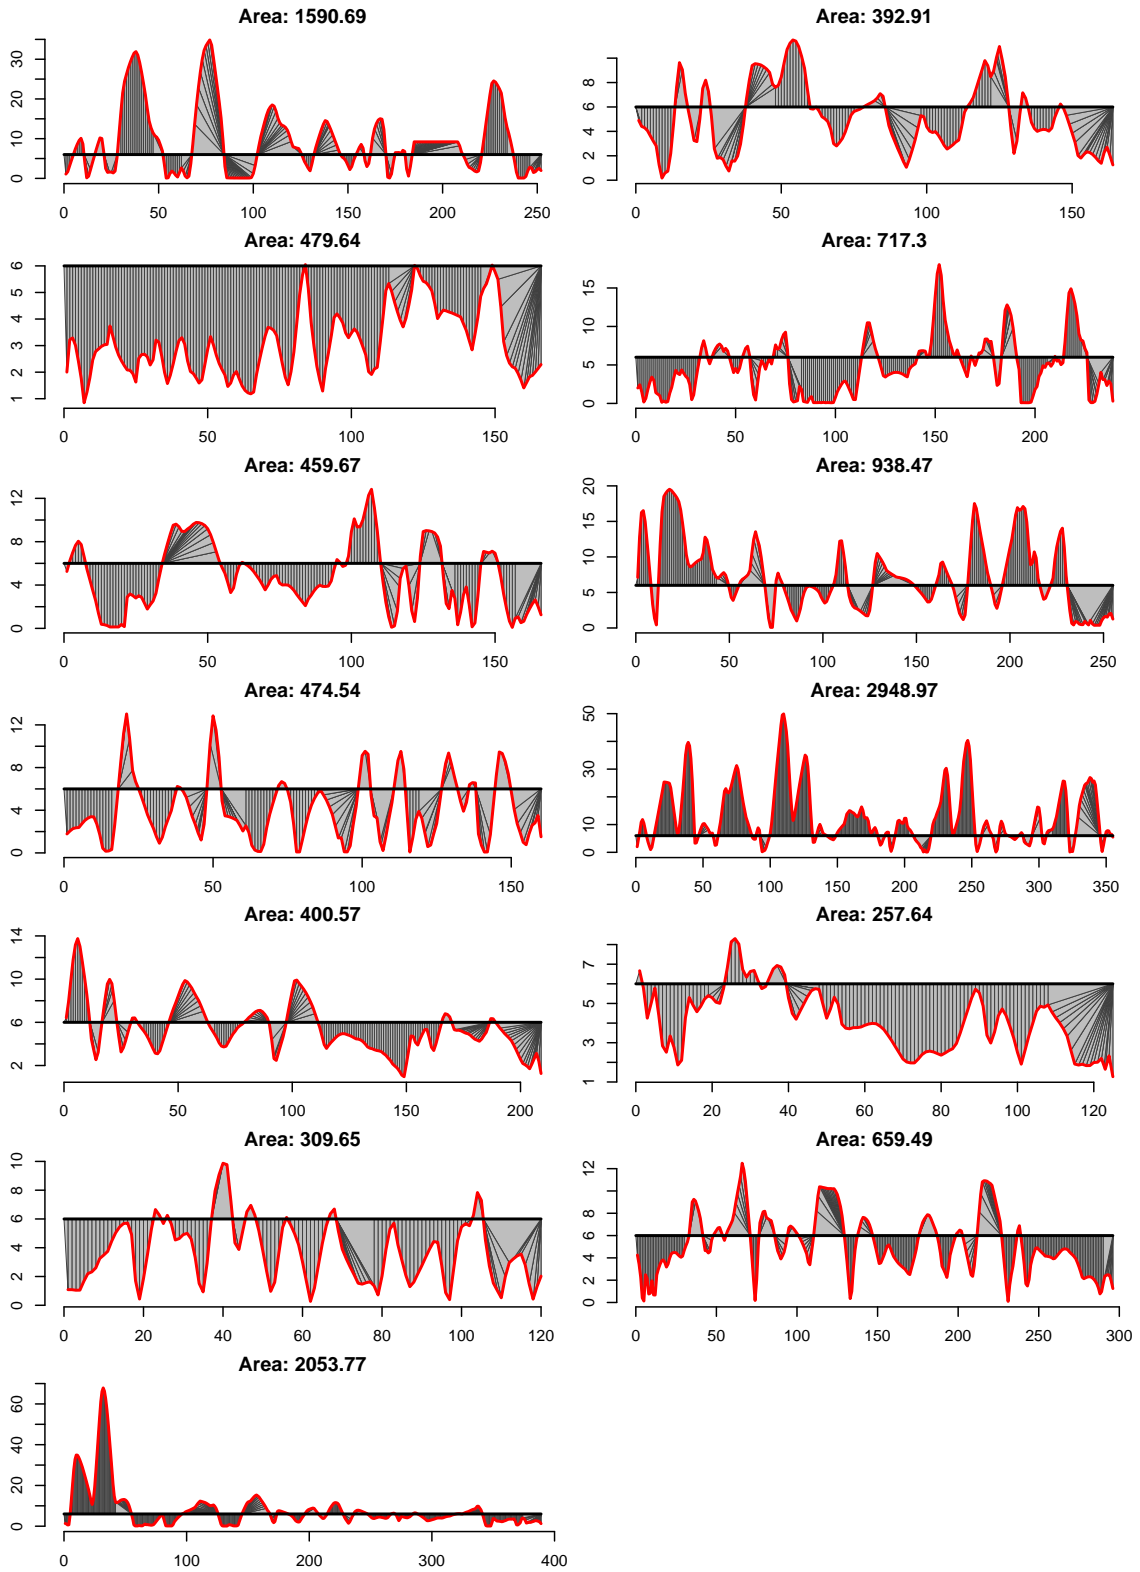 Area: 1590.69
0 10 20 30
0 50 100 150 200 250
Area: 392.91
0 2 4 6 8
0 50 100 150
Area: 479.64
1 2 3 4 5 6
0 50 100 150
Area: 717.3
0 5 10 15
0 50 100 150 200
Area: 459.67
0 4 8 12
0 50 100 150
Area: 938.47
0 5 10 15 20
0 50 100 150 200 250
Area: 474.54
0 4 8 12
0 50 100 150
Area: 2948.97
0 10 30 50
0 50 100 150 200 250 300 350
Area: 400.57
2 6 10 14
0 50 100 150 200
Area: 257.64
1 3 5 7
0 20 40 60 80 100 120
Area: 309.65
0 2 4 6 8 10
0 20 40 60 80 100 120
Area: 659.49
0 2 4 6 8 12
0 50 100 150 200 250 300
Area: 2053.77
0 20 40 60
0 100 200 300 400